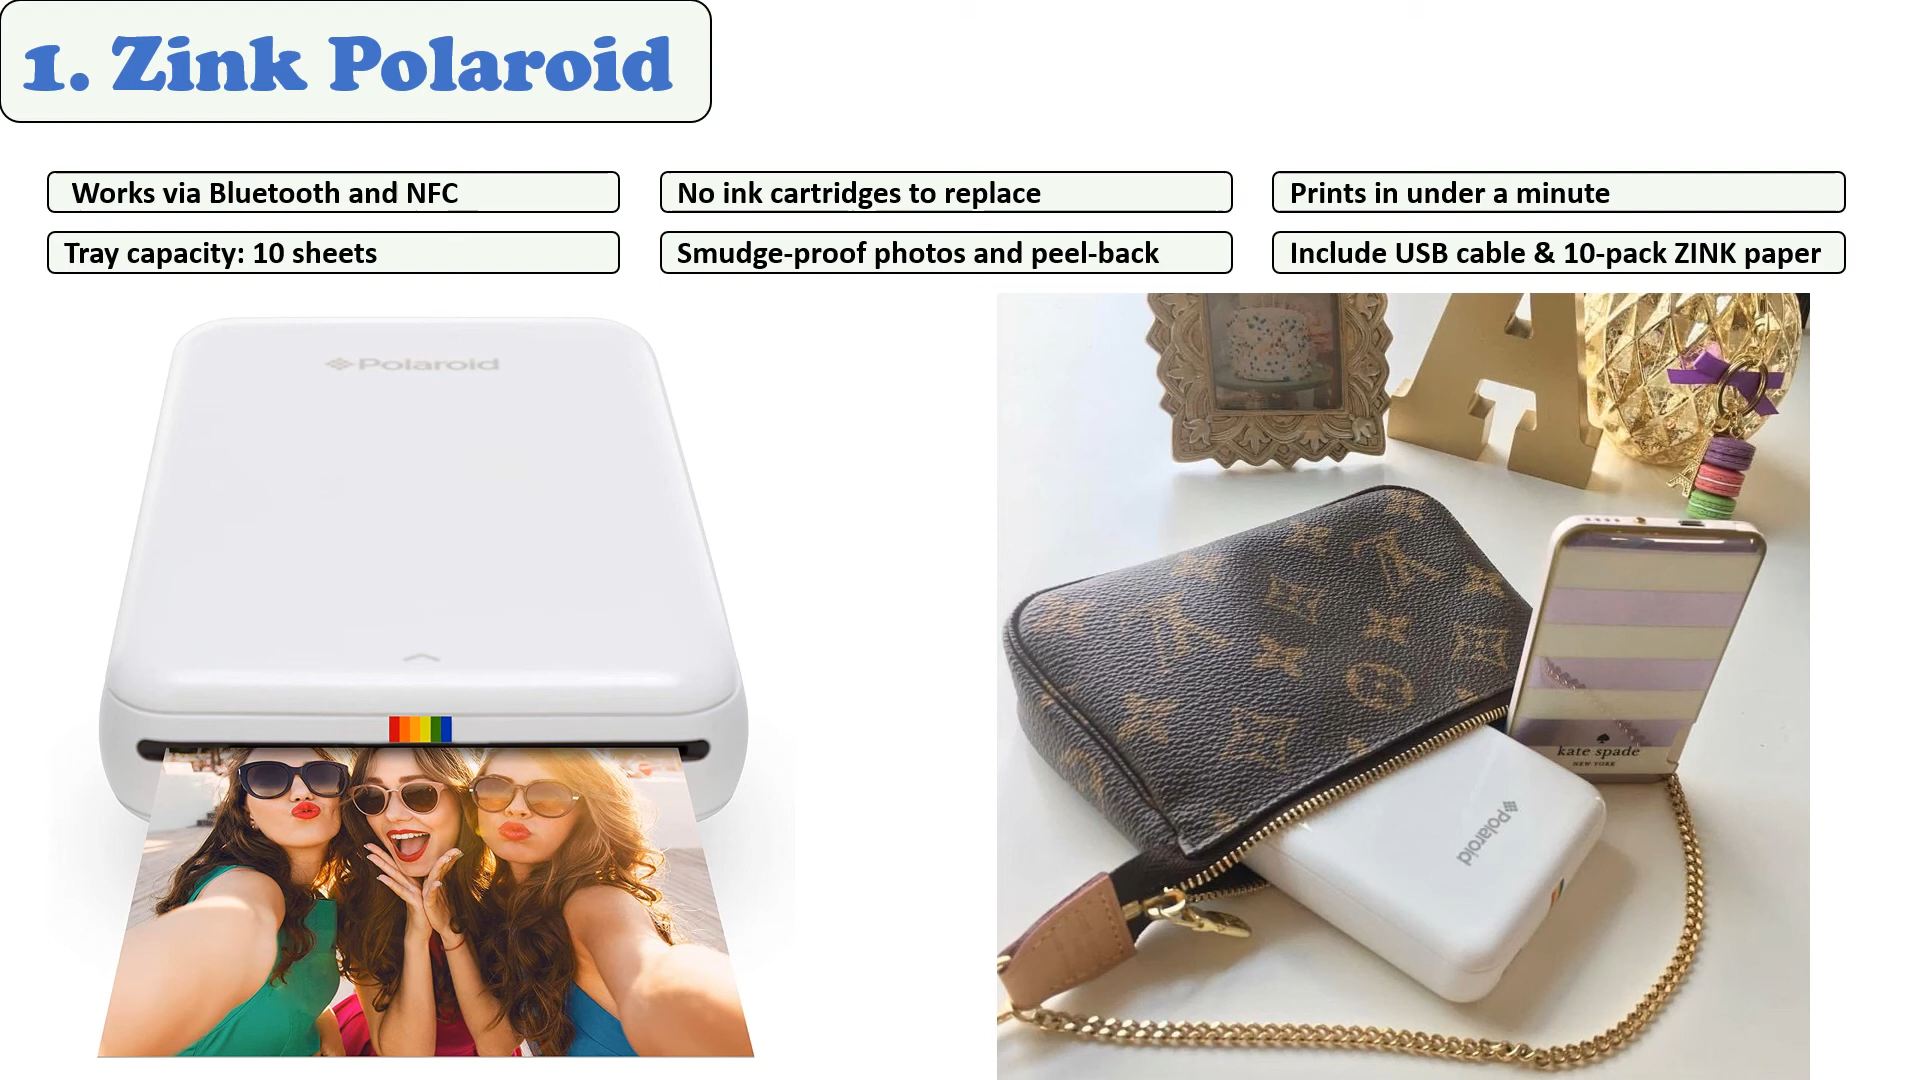 1. Zink Polaroid
Works via Bluetooth and NFC
No ink cartridges to replace
Prints in under a minute
Tray capacity: 10 sheets
Smudge-proof photos and peel-back
Include USB cable & 10-pack ZINK paper
Polaroid
A
kate spade
NEW YORK
Polaroid